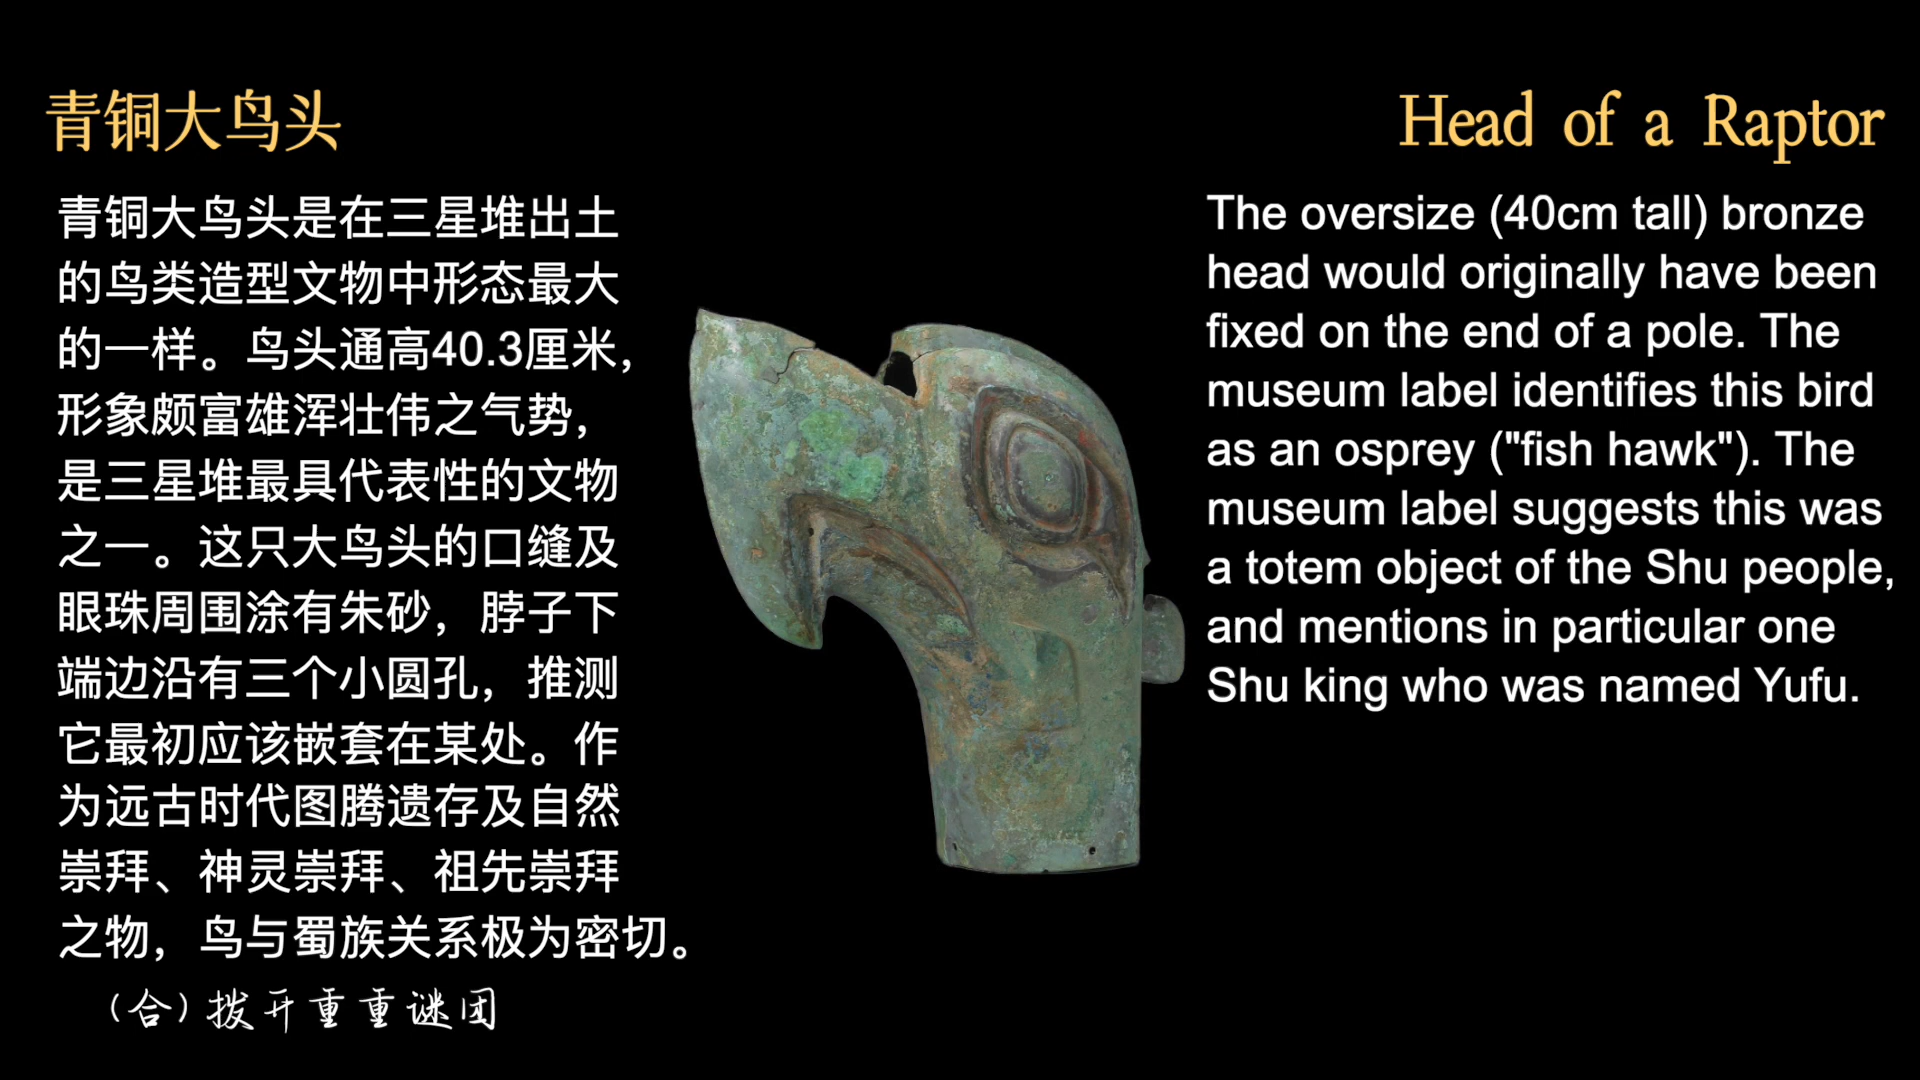 青铜大鸟头
青铜大鸟头是在三星堆出土
的鸟类造型文物中形态最大
的一样。鸟头通高40.3厘米，
形象颇富雄浑壮伟之气势，
是三星堆最具代表性的文物
之一。这只大鸟头的口缝及
眼珠周围涂有朱砂，脖子下
端边沿有三个小圆孔，推测
它最初应该嵌套在某处。作
为远古时代图腾遗存及自然
崇拜、神灵崇拜、祖先崇拜
之物，鸟与蜀族关系极为密切。
（合）拨开重重谜团
Head of a Raptor
The oversize (40cm tall) bronze
head would originally have been
fixed on the end of a pole. The
museum label identifies this bird
as an osprey ("fish hawk"). The
museum label suggests this was
a totem object of the Shu people,
and mentions in particular one
Shu king who was named Yufu.